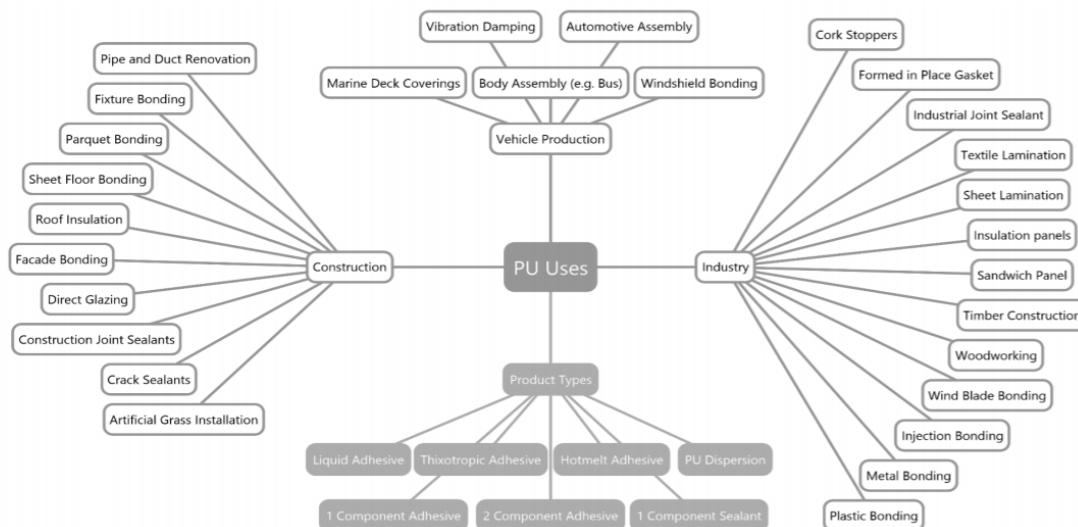 Vibration Damping
Automotive Assembly
Marine Deck Coverings
Body Assembly (e.g. Bus)
Windshield Bonding
Vehicle Production
Pipe and Duct Renovation
Fixture Bonding
Parquet Bonding
Sheet Floor Bonding
Roof Insulation
Facade Bonding
Direct Glazing
Construction Joint Sealants
Crack Sealants
Artificial Grass Installation
Construction
PU Uses
Industry
Cork Stoppers
Formed in Place Gasket
Industrial Joint Sealant
Textile Lamination
Sheet Lamination
Insulation panels
Sandwich Panel
Timber Construction
Woodworking
Wind Blade Bonding
Injection Bonding
Metal Bonding
Plastic Bonding
Product Types
Liquid Adhesive
Thixotropic Adhesive
Hotmelt Adhesive
PU Dispersion
1 Component Adhesive
2 Component Adhesive
1 Component Sealant